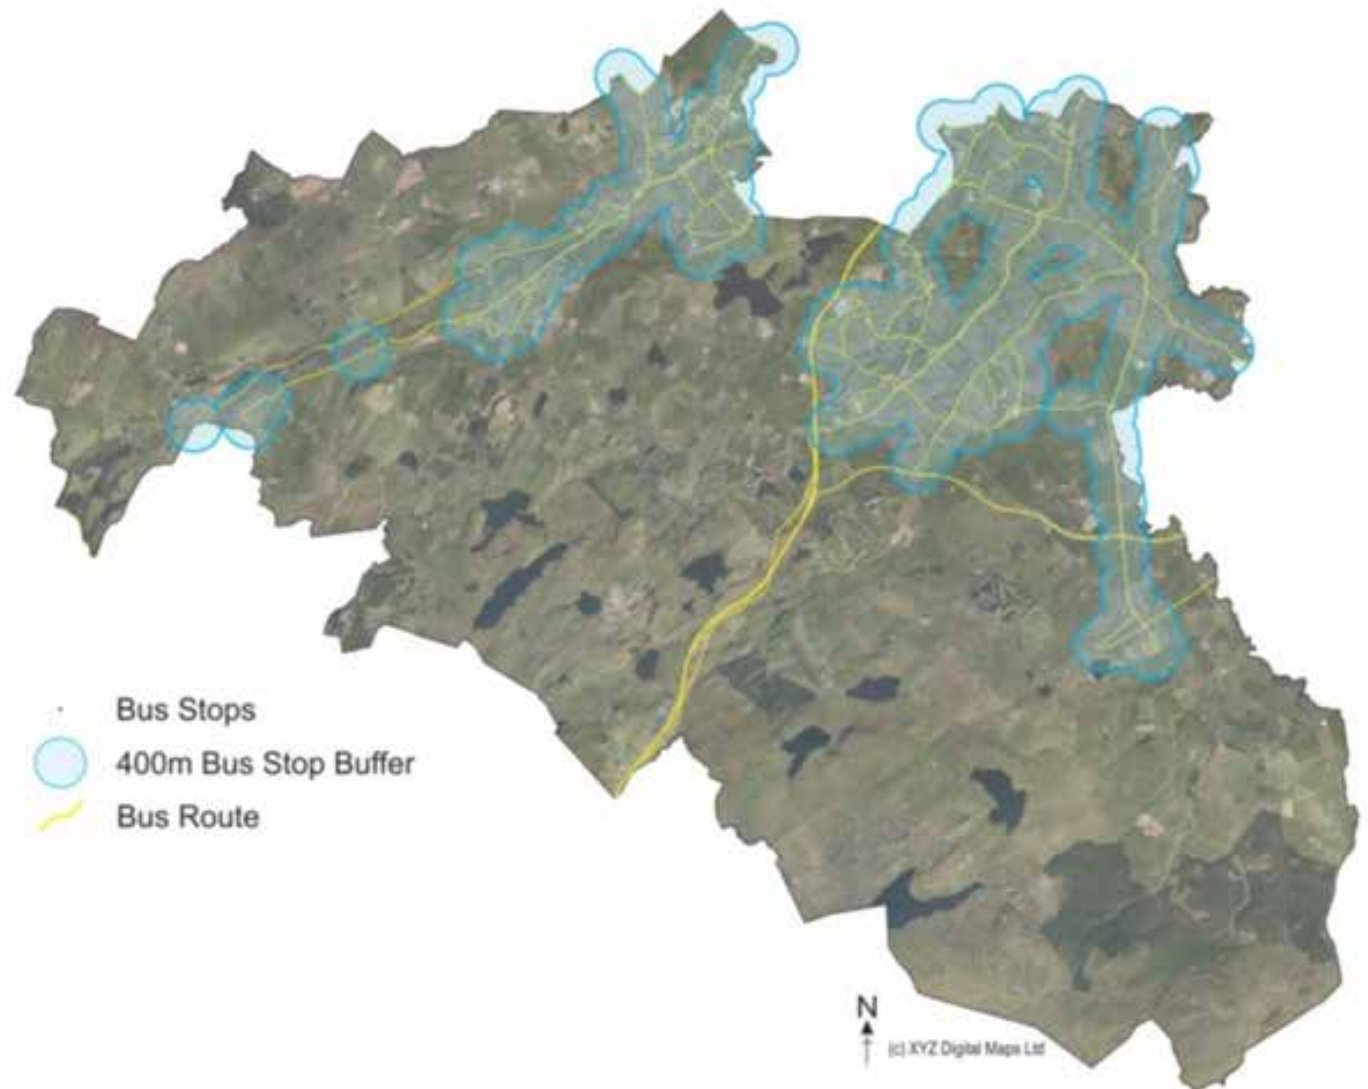 Bus Stops
400m Bus Stop Buffer
Bus Route
N
(c) XYZ Digital Maps Ltd